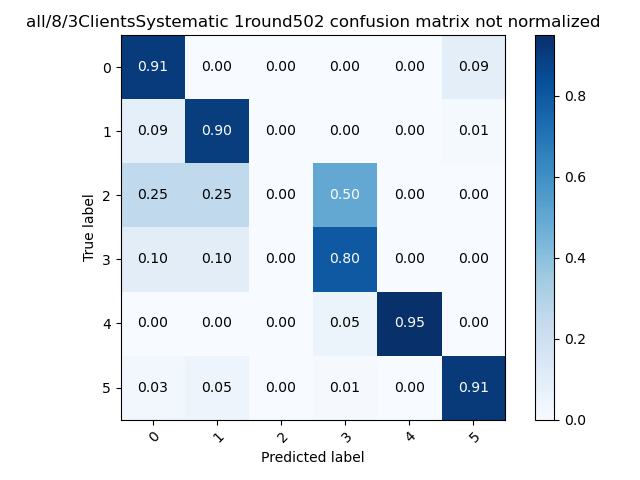 all/8/3ClientsSystematic 1round502 confusion matrix not normalized
0 0.91 0.00 0.00 0.00 0.00 0.09
1 0.09 0.90 0.00 0.00 0.00 0.01
2 0.25 0.25 0.00 0.50 0.00 0.00
3 0.10 0.10 0.00 0.80 0.00 0.00
4 0.00 0.00 0.00 0.05 0.95 0.00
5 0.03 0.05 0.00 0.01 0.00 0.91
0 1 2 3 4 5
True label
Predicted label
0.8
0.6
0.4
0.2
0.0